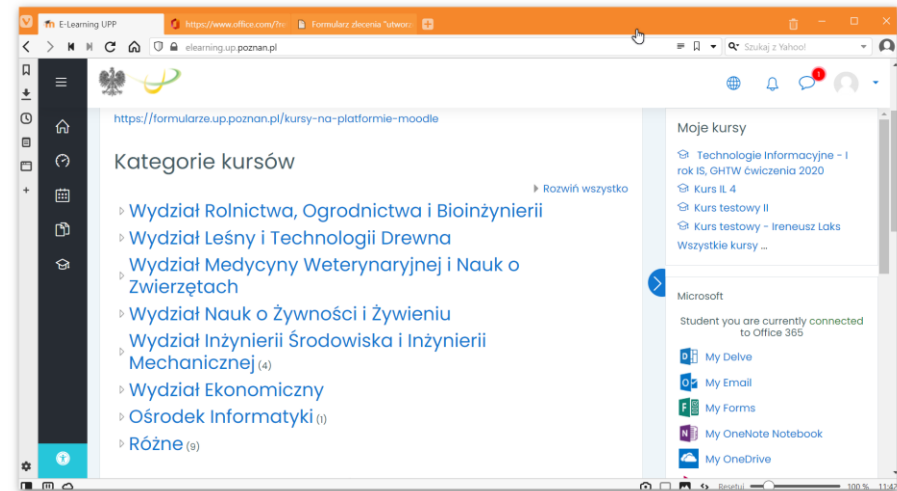 E-Learning UPP
https://www.office.com/?m
Formularz zlecenia "utworz
elearning.up.poznan.pl
Szukaj z Yahoo!
1
https://formularze.up.poznan.pl/kursy-na-platformie-moodle
Kategorie kursów
Rozwiń wszystko
Wydział Rolnictwa, Ogrodnictwa i Bioinżynierii
Wydział Leśny i Technologii Drewna
Wydział Medycyny Weterynaryjnej i Nauk o
Zwierzętach
Wydział Nauk o Żywności i Żywieniu
Wydział Inżynierii Środowiska i Inżynierii
Mechanicznej (4)
Wydział Ekonomiczny
Ośrodek Informatyki (1)
Różne (9)
Moje kursy
Technologie Informacyjne - I
rok IS, GHTW ćwiczenia 2020
Kurs IL 4
Kurs testowy II
Kurs testowy - Ireneusz Laks
Wszystkie kursy ...
Microsoft
Student you are currently connected
to Office 365
My Delve
My Email
My Forms
My OneNote Notebook
My OneDrive
Resetuj
100 %
11:42